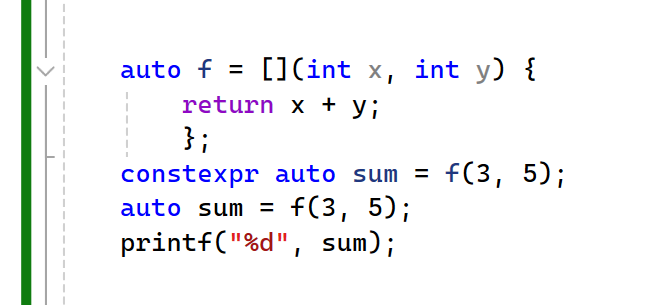 auto f = [](int x, int y) {
    return x + y;
    };
constexpr auto sum = f(3, 5);
auto sum = f(3, 5);
printf("%d", sum);